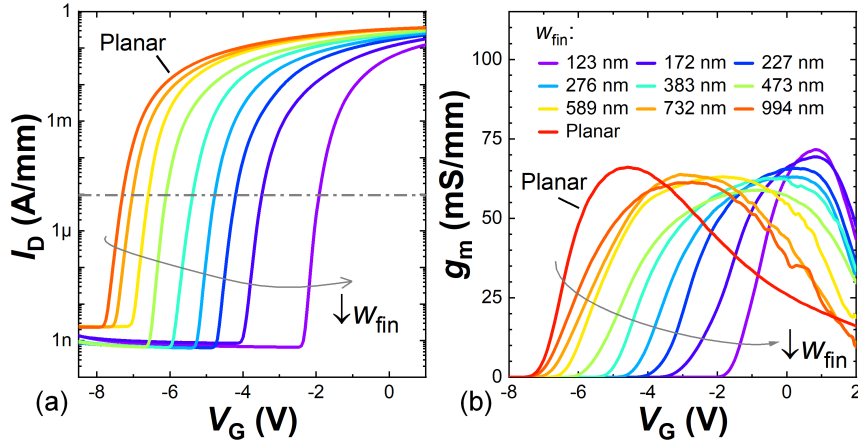 1
1m
1μ
1n
I_D (A/mm)
Planar
↓w_fin
-8 -6 -4 -2 0
(a) V_G (V)
100
75
50
25
0
g_m (mS/mm)
w_fin:
123 nm 172 nm 227 nm
276 nm 383 nm 473 nm
589 nm 732 nm 994 nm
Planar
Planar
↓w_fin
-8 -6 -4 -2 0 2
(b) V_G (V)